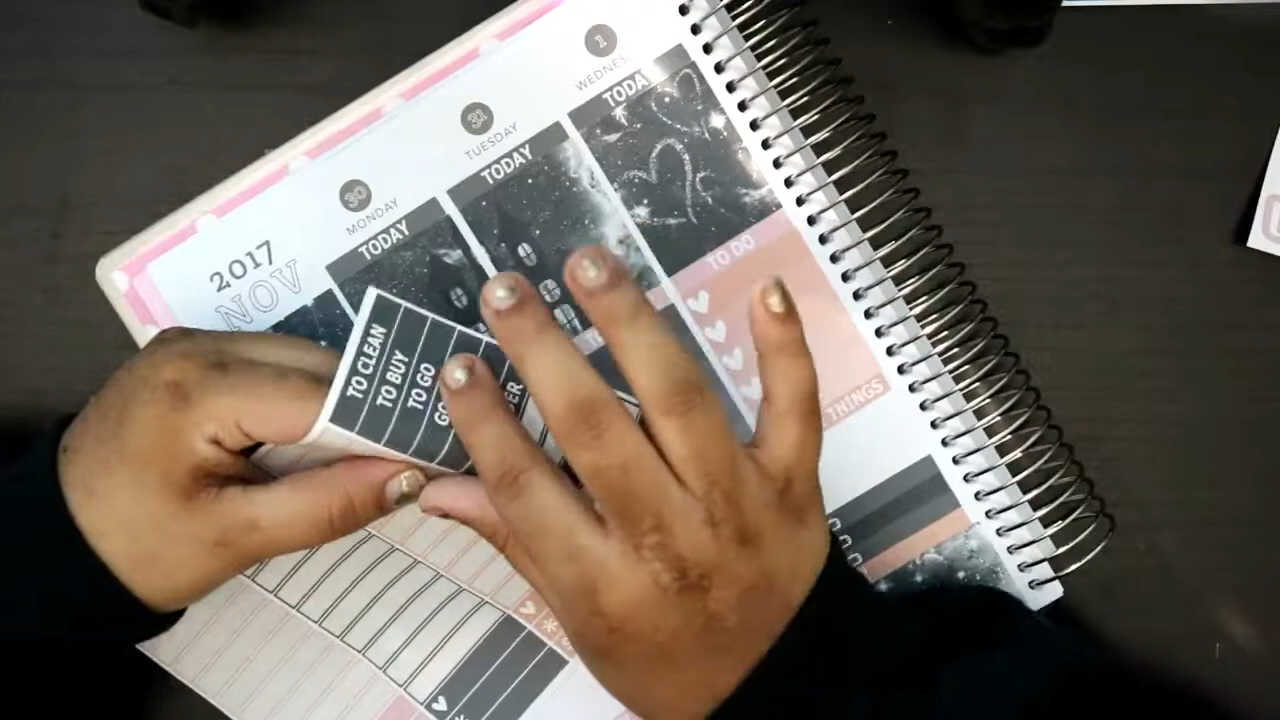 2017
NOV
30
MONDAY
TODAY
31
TUESDAY
TODAY
1
WEDNES
TODAY
TO DO
THINGS
TO CLEAN
TO BUY
TO GO